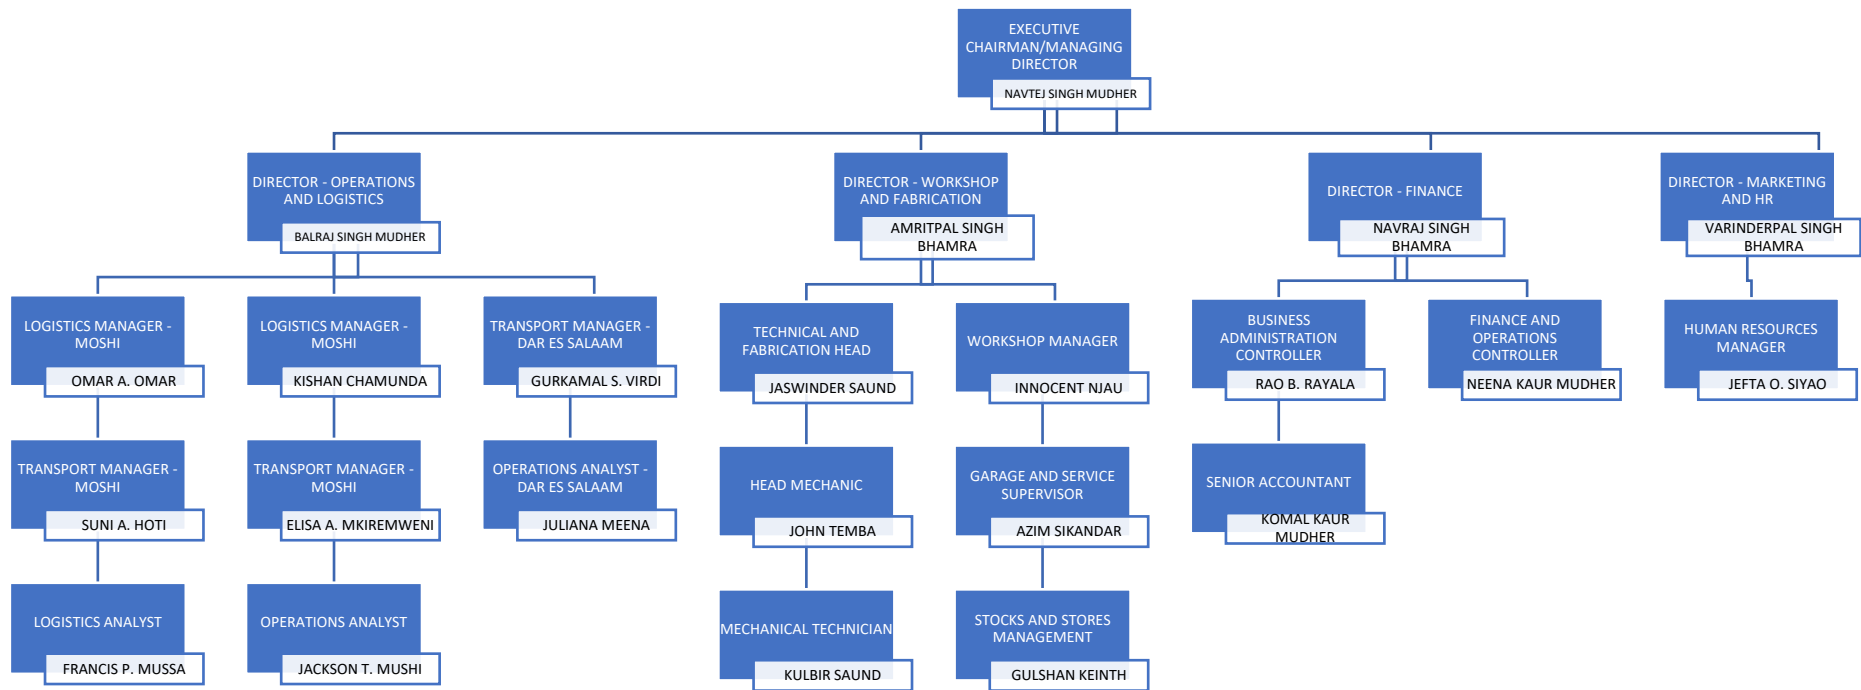 EXECUTIVE
CHAIRMAN/MANAGING
DIRECTOR
NAVTEJ SINGH MUDHER
DIRECTOR - OPERATIONS
AND LOGISTICS
BALRAJ SINGH MUDHER
DIRECTOR - WORKSHOP
AND FABRICATION
AMRITPAL SINGH
BHAMRA
DIRECTOR - FINANCE
NAVRAJ SINGH
BHAMRA
DIRECTOR - MARKETING
AND HR
VARINDERPAL SINGH
BHAMRA
LOGISTICS MANAGER -
MOSHI
OMAR A. OMAR
LOGISTICS MANAGER -
MOSHI
KISHAN CHAMUNDA
TRANSPORT MANAGER -
DAR ES SALAAM
GURKAMAL S. VIRDI
TECHNICAL AND
FABRICATION HEAD
JASWINDER SAUND
WORKSHOP MANAGER
INNOCENT NJAU
BUSINESS
ADMINISTRATION
CONTROLLER
RAO B. RAYALA
FINANCE AND
OPERATIONS
CONTROLLER
NEENA KAUR MUDHER
HUMAN RESOURCES
MANAGER
JEFTA O. SIYAO
TRANSPORT MANAGER -
MOSHI
SUNI A. HOTI
TRANSPORT MANAGER -
MOSHI
ELISA A. MKIREMWENI
OPERATIONS ANALYST -
DAR ES SALAAM
JULIANA MEENA
HEAD MECHANIC
JOHN TEMBA
GARAGE AND SERVICE
SUPERVISOR
AZIM SIKANDAR
SENIOR ACCOUNTANT
KOMAL KAUR
MUDHER
LOGISTICS ANALYST
FRANCIS P. MUSSA
OPERATIONS ANALYST
JACKSON T. MUSHI
MECHANICAL TECHNICIAN
KULBIR SAUND
STOCKS AND STORES
MANAGEMENT
GULSHAN KEINTH